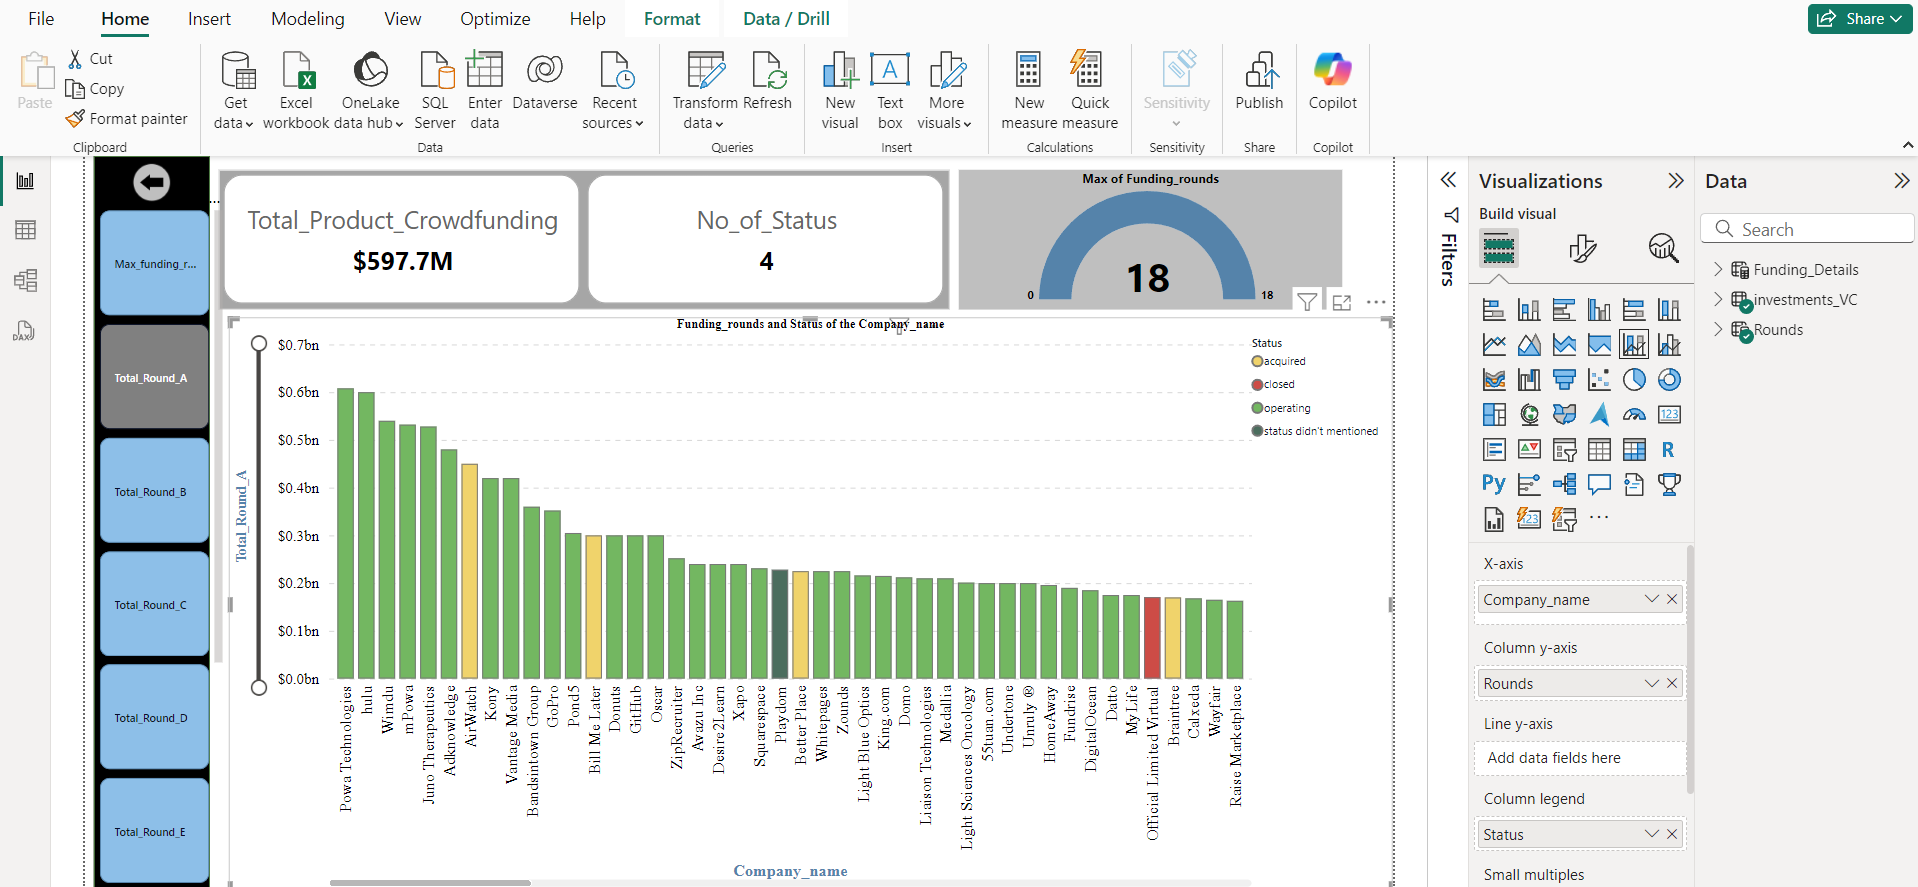 File Home Insert Modeling View Optimize Help Format Data / Drill Share
Paste
Cut
Copy
Format painter
Clipboard
Get data
Excel workbook
OneLake data hub
SQL Server
Enter data
Dataverse
Recent sources
Data
Transform data
Refresh
Queries
New visual
Text box
More visuals
Insert
New measure
Quick measure
Calculations
Sensitivity
Sensitivity
Publish
Share
Copilot
Copilot
DAX
Max_funding_r...
Total_Round_A
Total_Round_B
Total_Round_C
Total_Round_D
Total_Round_E
...
Total_Product_Crowdfunding
$597.7M
No_of_Status
4
Max of Funding_rounds
18
0
18
Funding_rounds and Status of the Company_name
Total_Round_A
$0.7bn
$0.6bn
$0.5bn
$0.4bn
$0.3bn
$0.2bn
$0.1bn
$0.0bn
Status
acquired
closed
operating
status didn't mentioned
Powa Technologies
hulu
Wimdu
mPowa
Juno Therapeutics
Adknowledge
AirWatch
Kony
Vantage Media
Bandsintown Group
GoPro
Pond5
Bill Me Later
Donuts
GitHub
Oscar
ZipRecruiter
Avazu Inc
Desire2Learn
Xapo
Squarespace
Playdom
Better Place
Whitepages
Zounds
Light Blue Optics
King.com
Domo
Liaison Technologies
Medallia
Light Sciences Oncology
55tuan.com
Undertone
Unruly ®
HomeAway
Fundrise
DigitalOcean
Datto
MyLife
Official Limited Virtual
Braintree
Calxeda
Wayfair
Raise Marketplace
Company_name
Filters
Visualizations
Build visual
123
R
Py
123
X-axis
Company_name
Column y-axis
Rounds
Line y-axis
Add data fields here
Column legend
Status
Small multiples
Data
Search
Funding_Details
investments_VC
Rounds